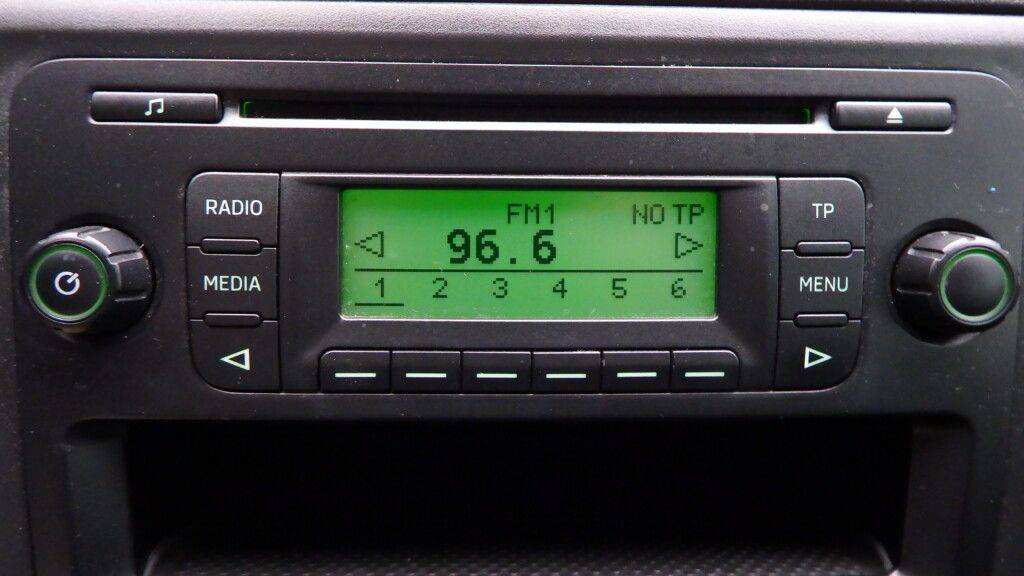 RADIO
MEDIA
FM1 NO TP
96.6
1 2 3 4 5 6
TP
MENU